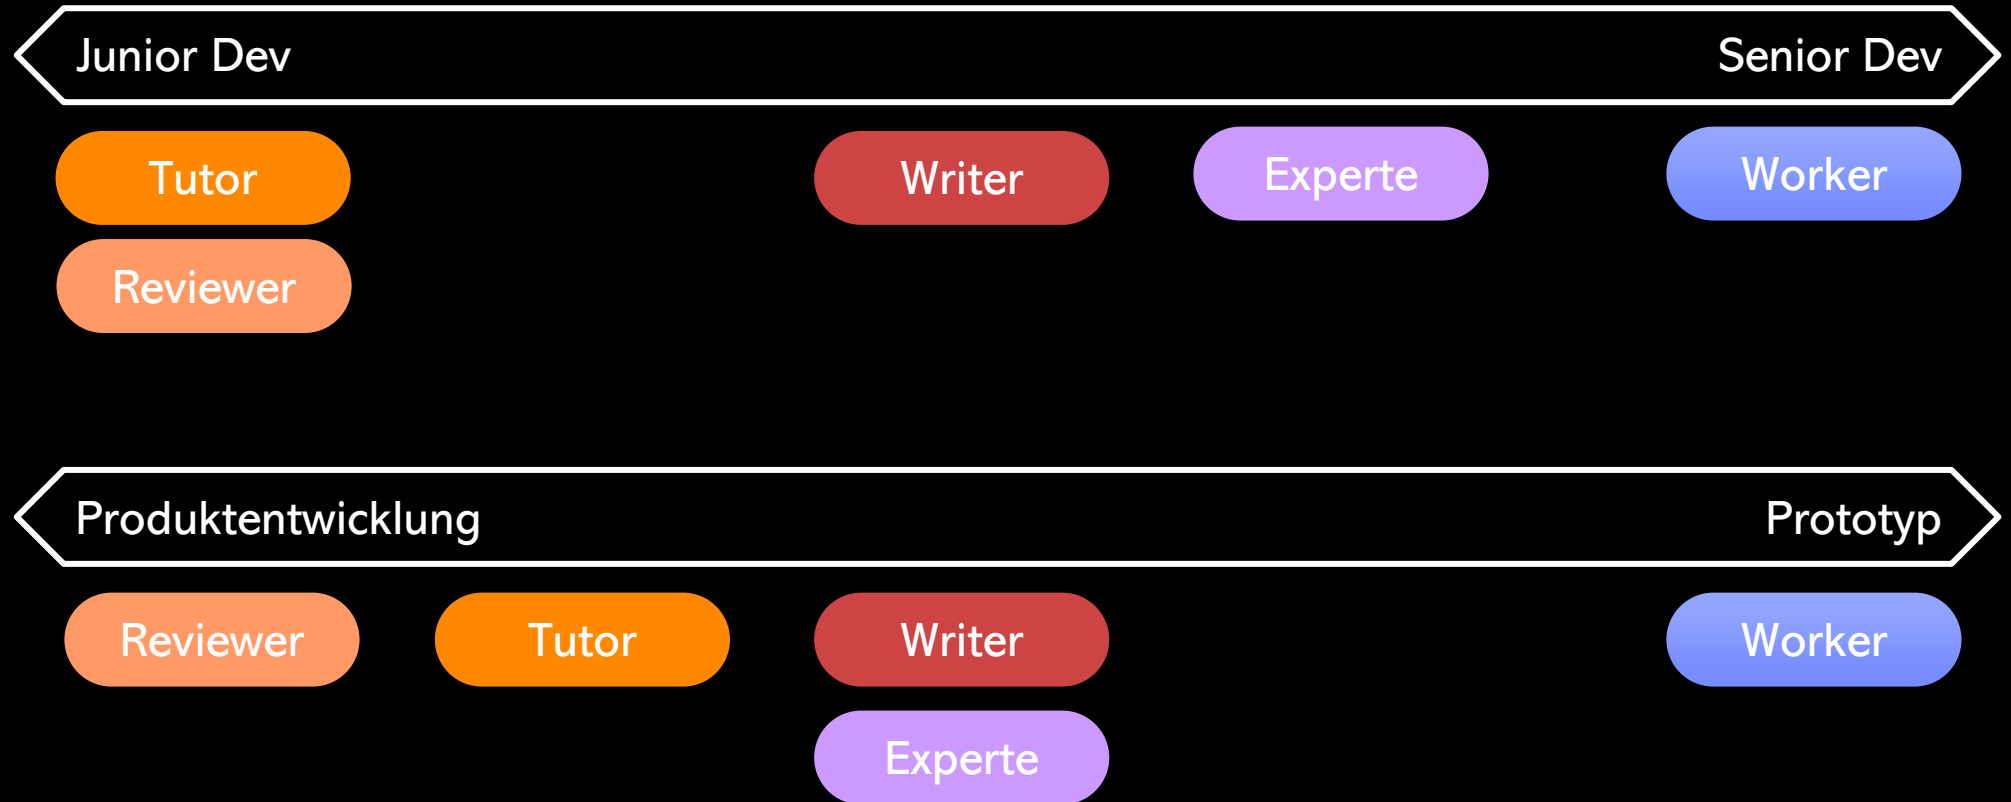 Junior Dev
Senior Dev
Tutor
Writer
Experte
Worker
Reviewer
Produktentwicklung
Prototyp
Reviewer
Tutor
Writer
Worker
Experte